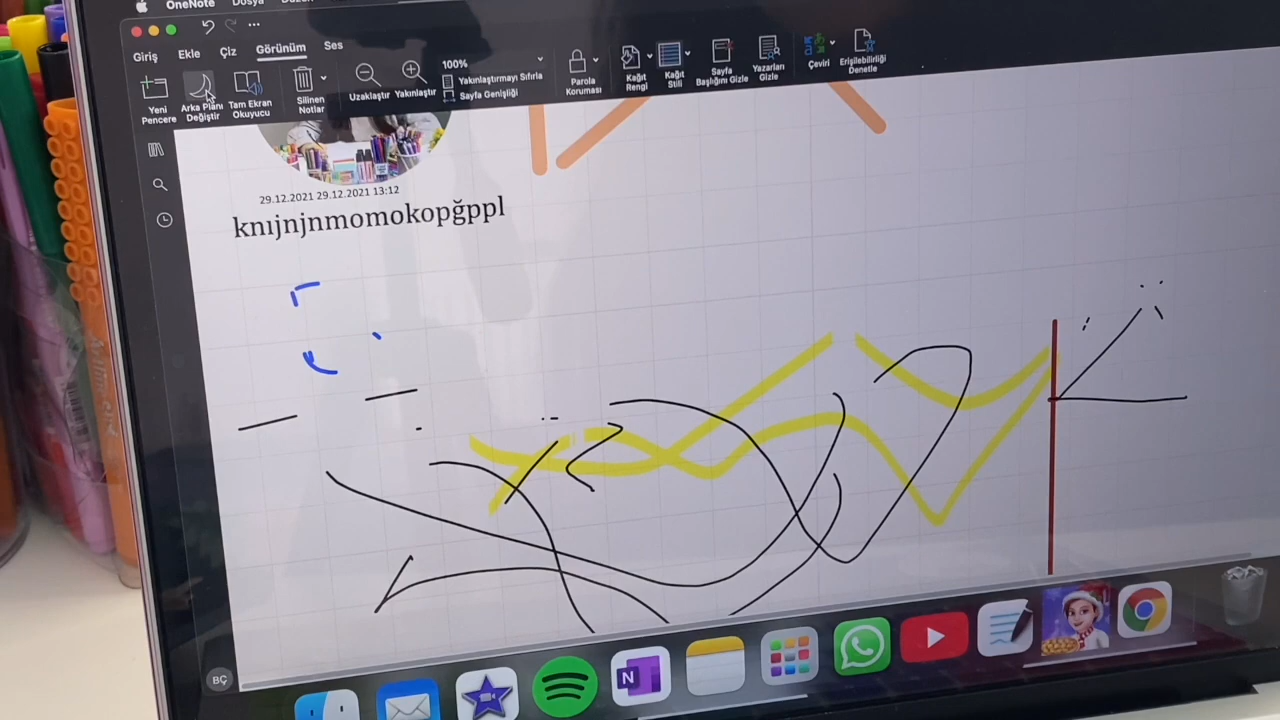 OneNote Dosya
Giriş Ekle Çiz Görünüm Ses
Yeni Pencere
Arka Planı Değiştir
Tam Ekran Okuyucu
Silinen Notlar
Uzaklaştır
Yakınlaştır
100%
Yakınlaştırmayı Sıfırla
Sayfa Genişliği
Parola Koruması
Kağıt Rengi
Kağıt Stili
Sayfa Başlığını Gizle
Yazarları Gizle
Çeviri
Erişilebilirliği Denetle
29.12.2021 29.12.2021 13:12
knıjnjnmomokopğppl
BÇ
N